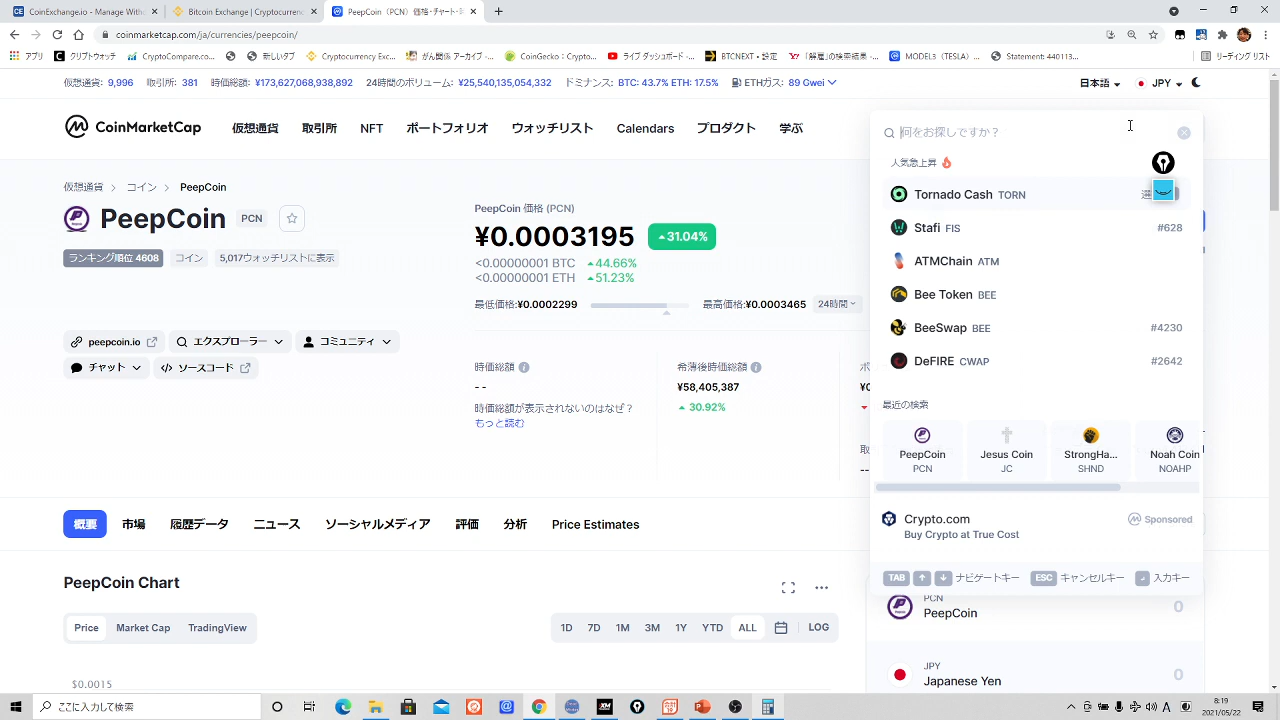 CoinExchange.io - Manage With
Bitcoin Exchange | Cryptocurrenc
PeepCoin（PCN）価格・チャート・
coinmarketcap.com/ja/currencies/peepcoin/
アプリ
クリプトウォッチ
CryptoCompare.com
新しいタブ
Cryptocurrency Exc...
がん闘係 アーカイブ -...
CoinGecko：Cryptoc...
ライブ ダッシュボード -...
BTCNEXT • 設定
「解雇」の検索結果 -...
MODEL3（TESLA）...
Statement: 440113...
リーディング リスト
仮想通貨: 9,996 取引所: 381 時価総額: ¥173,627,068,938,892 24時間のボリューム: ¥25,540,135,054,332 ドミナンス: BTC: 43.7% ETH: 17.5% ETHガス: 89 Gwei
日本語
JPY
CoinMarketCap
仮想通貨 取引所 NFT ポートフォリオ ウォッチリスト Calendars プロダクト 学ぶ
何をお探しですか？
人気急上昇
Tornado Cash TORN
Stafi FIS #628
ATMChain ATM
Bee Token BEE
BeeSwap BEE #4230
DeFIRE CWAP #2642
最近の検索
PeepCoin
PCN
Jesus Coin
JC
StrongHa...
SHND
Noah Coin
NOAHP
Crypto.com
Buy Crypto at True Cost
Sponsored
TAB ナビゲートキー ESC キャンセルキー 入力キー
仮想通貨 コイン PeepCoin
PeepCoin PCN
ランキング順位 4608 コイン 5,017ウォッチリストに表示
peepcoin.io エクスプローラー コミュニティ
チャット ソースコード
PeepCoin 価格 (PCN)
¥0.0003195 31.04%
<0.00000001 BTC 44.66%
<0.00000001 ETH 51.23%
最低価格:¥0.0002299 最高価格:¥0.0003465 24時間
時価総額
- -
時価総額が表示されないのはなぜ？
もっと読む
希薄後時価総額
¥58,405,387
30.92%
概要 市場 履歴データ ニュース ソーシャルメディア 評価 分析 Price Estimates
PeepCoin Chart
Price Market Cap TradingView
1D 7D 1M 3M 1Y YTD ALL LOG
$0.0015
PCN
PeepCoin 0
JPY
Japanese Yen 0
ここに入力して検索
8:19
2021/05/22